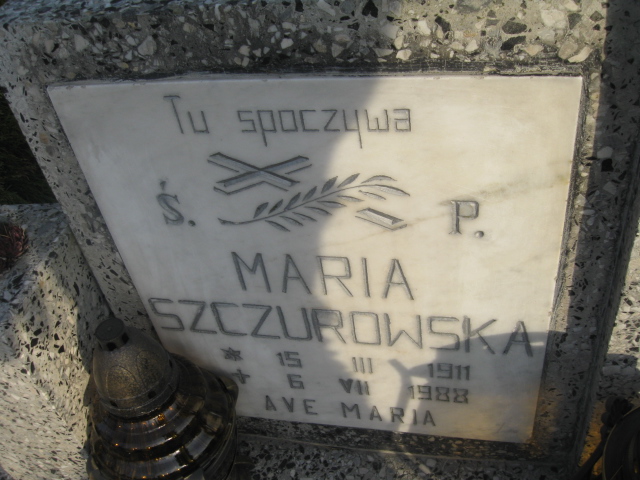 Tu spoczywa
Ś. P.
MARIA
SZCZUROWSKA
* 15 III 1911
+ 6 VII 1988
AVE MARIA